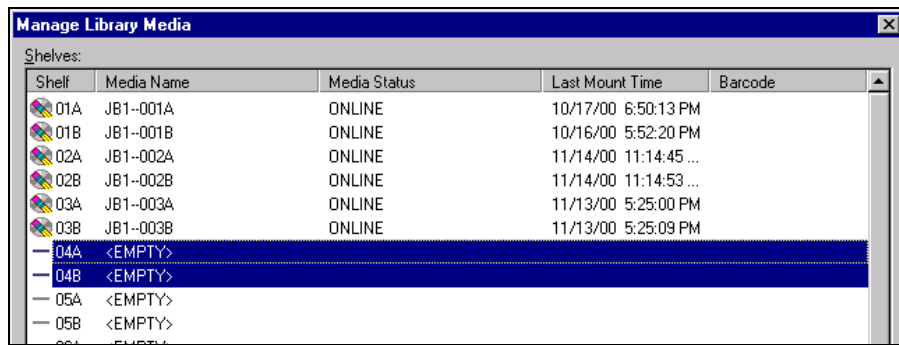 Manage Library Media
Shelves:
Shelf Media Name Media Status Last Mount Time Barcode
01A JB1--001A ONLINE 10/17/00 6:50:13 PM
01B JB1--001B ONLINE 10/16/00 5:52:20 PM
02A JB1--002A ONLINE 11/14/00 11:14:45 ...
02B JB1--002B ONLINE 11/14/00 11:14:53 ...
03A JB1--003A ONLINE 11/13/00 5:25:00 PM
03B JB1--003B ONLINE 11/13/00 5:25:09 PM
04A <EMPTY>
04B <EMPTY>
05A <EMPTY>
05B <EMPTY>